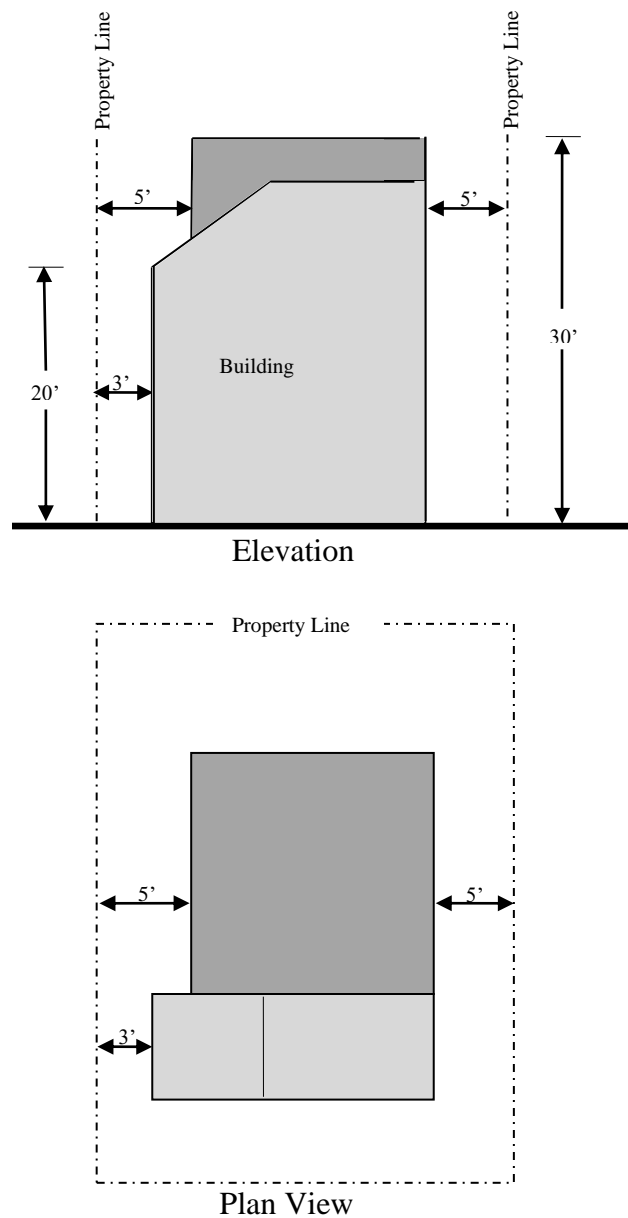 Property Line
Property Line
5’
5’
30’
Building
3’
20’
Elevation
Property Line
5’
5’
3’
Plan View